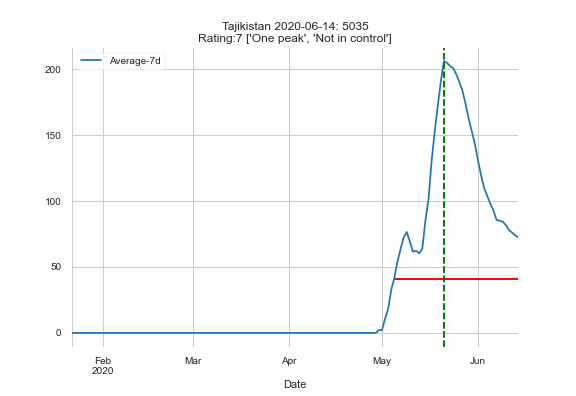 Tajikistan 2020-06-14: 5035
Rating:7 ['One peak', 'Not in control']
Average-7d
200
150
100
50
0
Feb
2020
Mar
Apr
May
Jun
Date